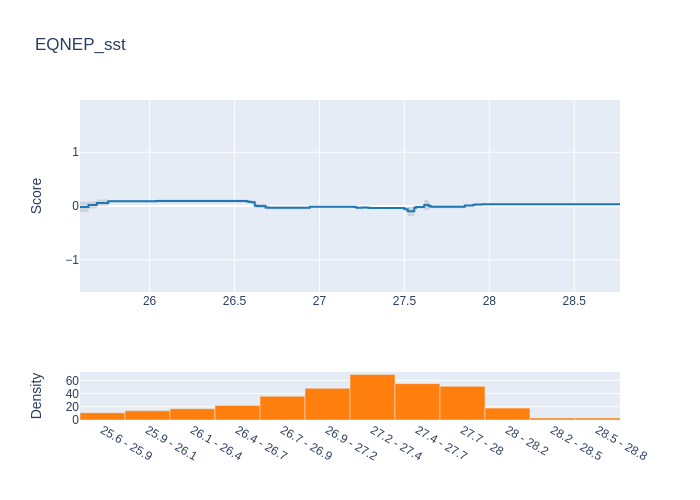 EQNEP_sst
Score
1
0
−1
26
26.5
27
27.5
28
28.5
Density
60
40
20
0
25.6 - 25.9
25.9 - 26.1
26.1 - 26.4
26.4 - 26.7
26.7 - 26.9
26.9 - 27.2
27.2 - 27.4
27.4 - 27.7
27.7 - 28
28 - 28.2
28.2 - 28.5
28.5 - 28.8